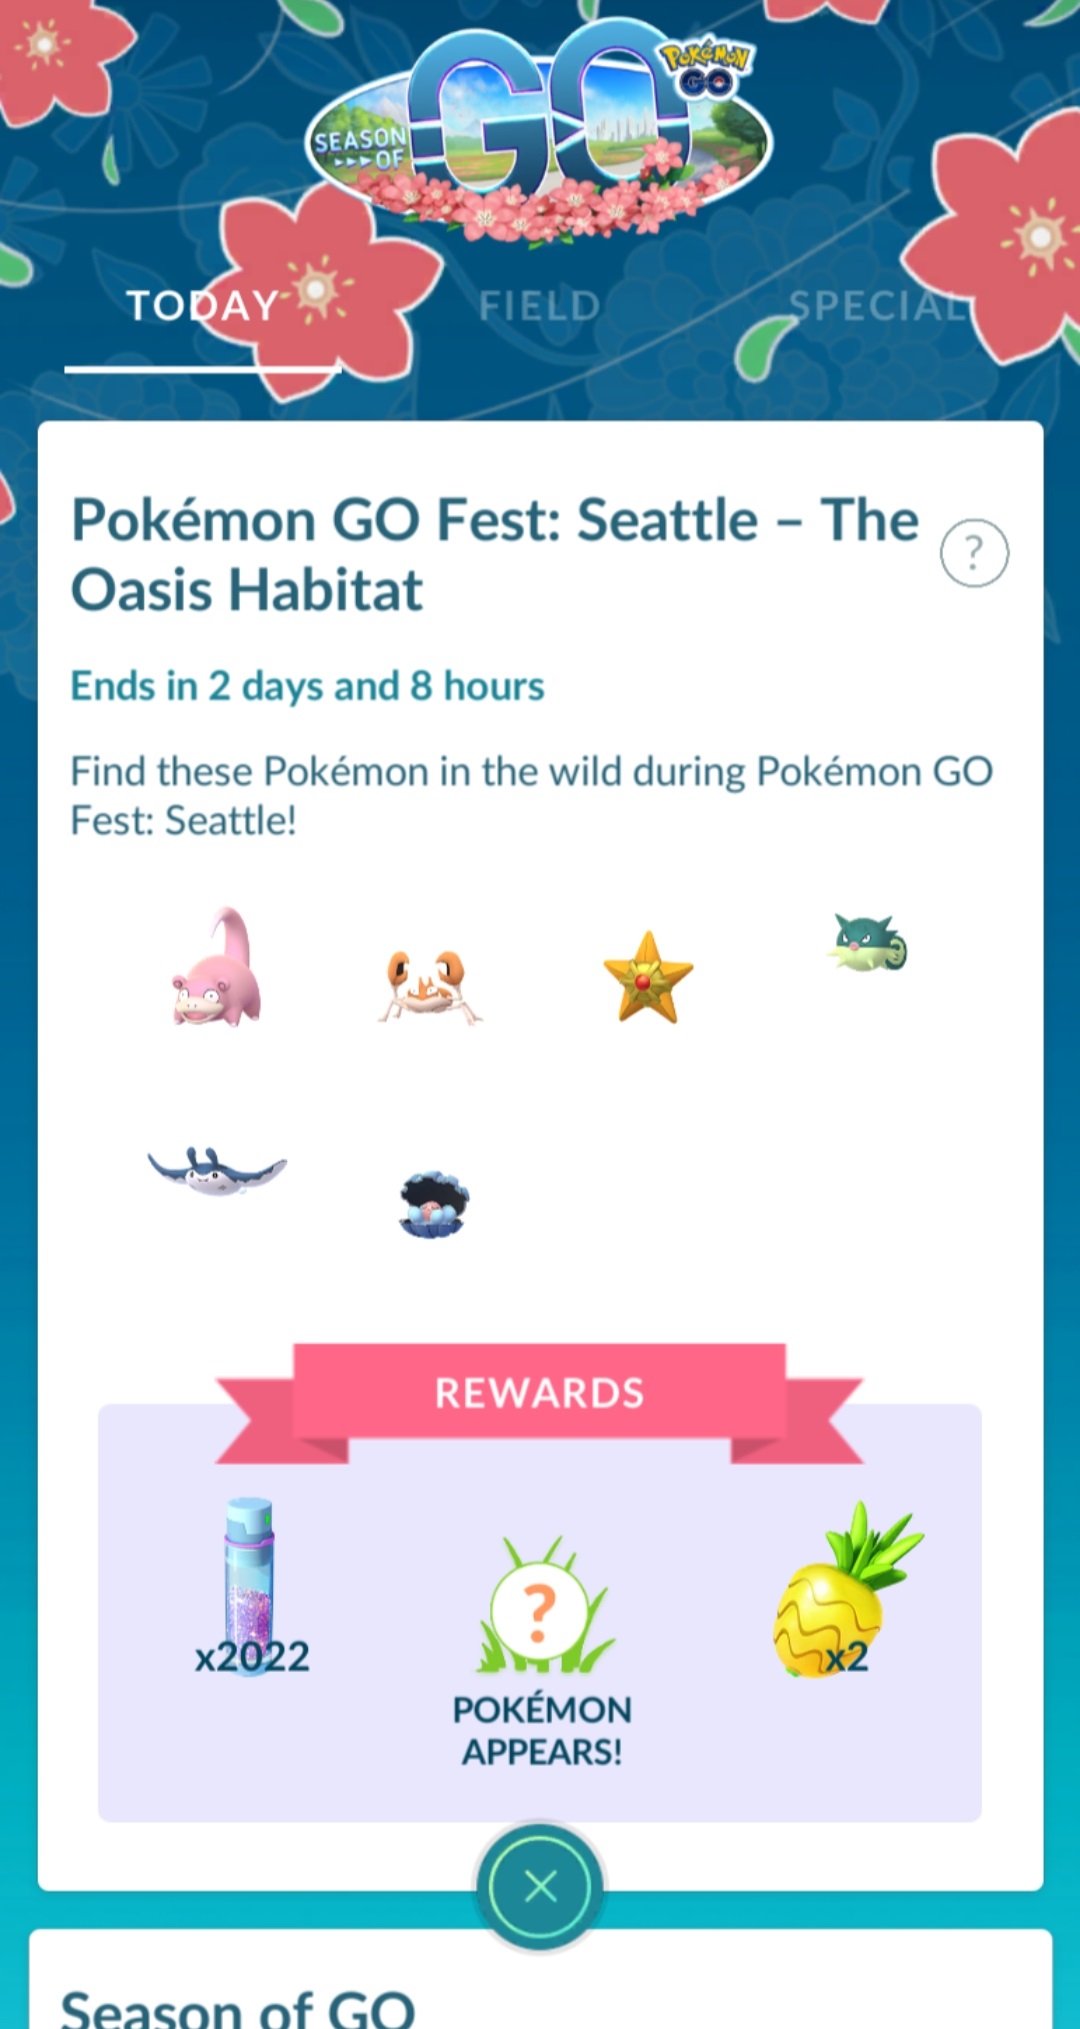 POKÉMON
GO
SEASON
OF
GO
TODAY
FIELD
SPECIAL
Pokémon GO Fest: Seattle – The
Oasis Habitat
?
Ends in 2 days and 8 hours
Find these Pokémon in the wild during Pokémon GO
Fest: Seattle!
REWARDS
?
x2022
x2
POKÉMON
APPEARS!
Season of GO